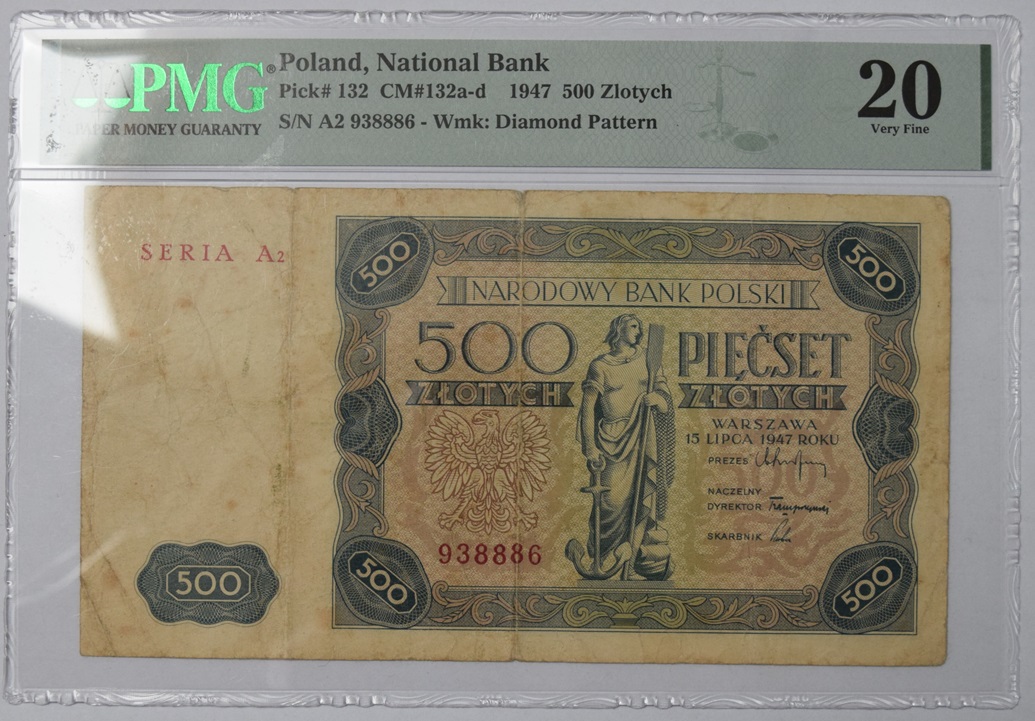 PMG®
PAPER MONEY GUARANTY
Poland, National Bank
Pick# 132 CM#132a-d 1947 500 Zlotych
S/N A2 938886 - Wmk: Diamond Pattern
20
Very Fine
SERIA A2
500
500
NARODOWY BANK POLSKI
500
ZŁOTYCH
PIĘĆSET
ZŁOTYCH
WARSZAWA
15 LIPCA 1947 ROKU
PREZES
NACZELNY
DYREKTOR
SKARBNIK
938886
500
500
500